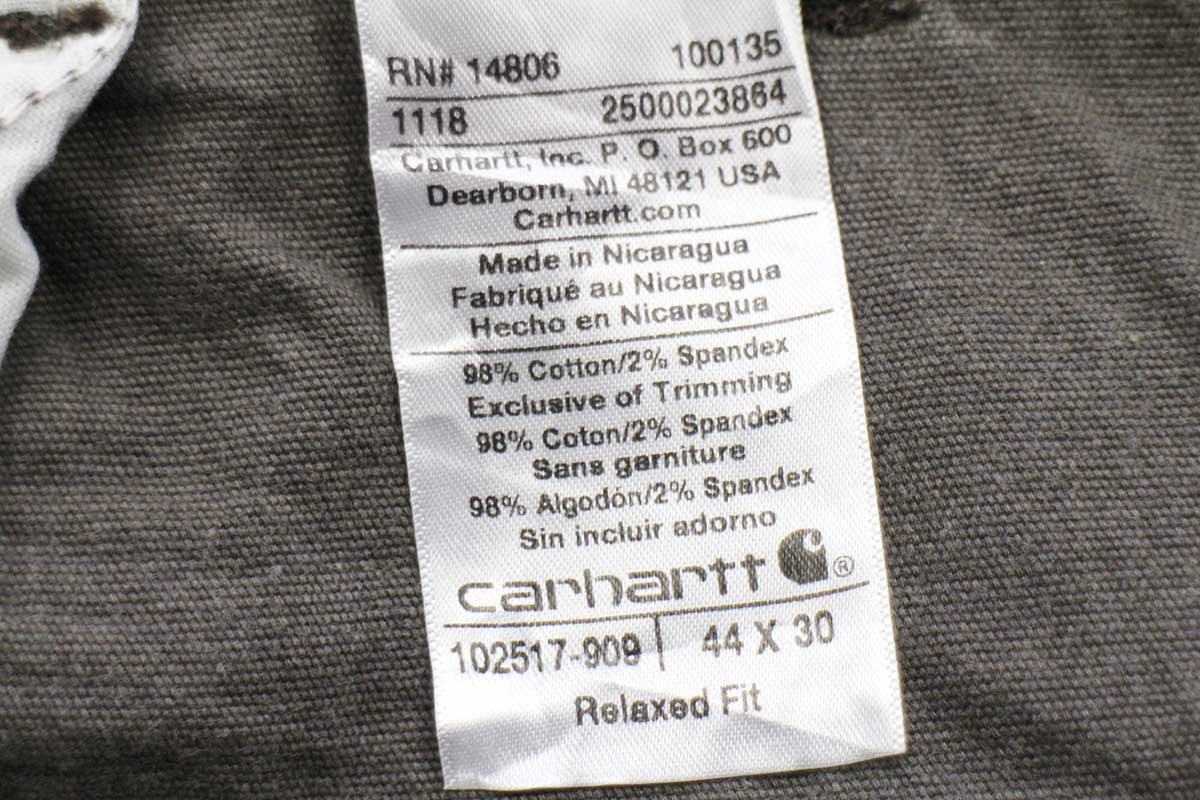 RN# 14806 100135
1118 2500023864
Carhartt, Inc. P. O. Box 600
Dearborn, MI 48121 USA
Carhartt.com
Made in Nicaragua
Fabriqué au Nicaragua
Hecho en Nicaragua
98% Cotton/2% Spandex
Exclusive of Trimming
98% Coton/2% Spandex
Sans garniture
98% Algodón/2% Spandex
Sin incluir adorno
carhartt ®
102517-909 | 44 X 30
Relaxed Fit